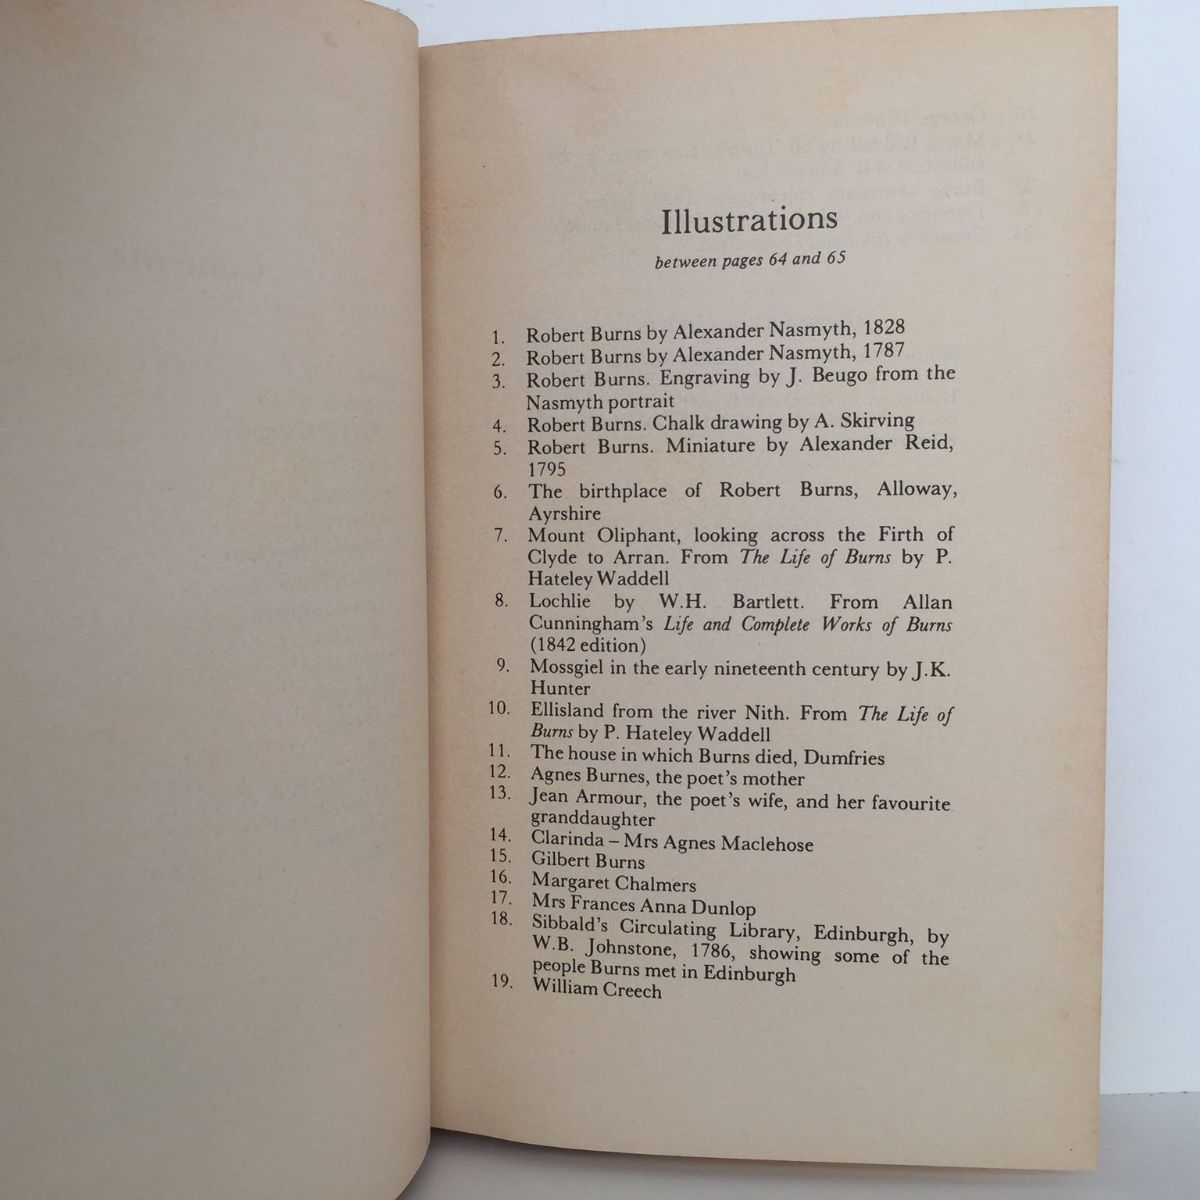 Illustrations
between pages 64 and 65
1. Robert Burns by Alexander Nasmyth, 1828
2. Robert Burns by Alexander Nasmyth, 1787
3. Robert Burns. Engraving by J. Beugo from the
Nasmyth portrait
4. Robert Burns. Chalk drawing by A. Skirving
5. Robert Burns. Miniature by Alexander Reid,
1795
6. The birthplace of Robert Burns, Alloway,
Ayrshire
7. Mount Oliphant, looking across the Firth of
Clyde to Arran. From The Life of Burns by P.
Hateley Waddell
8. Lochlie by W.H. Bartlett. From Allan
Cunningham's Life and Complete Works of Burns
(1842 edition)
9. Mossgiel in the early nineteenth century by J.K.
Hunter
10. Ellisland from the river Nith. From The Life of
Burns by P. Hateley Waddell
11. The house in which Burns died, Dumfries
12. Agnes Burnes, the poet's mother
13. Jean Armour, the poet's wife, and her favourite
granddaughter
14. Clarinda – Mrs Agnes Maclehose
15. Gilbert Burns
16. Margaret Chalmers
17. Mrs Frances Anna Dunlop
18. Sibbald's Circulating Library, Edinburgh, by
W.B. Johnstone, 1786, showing some of the
people Burns met in Edinburgh
19. William Creech